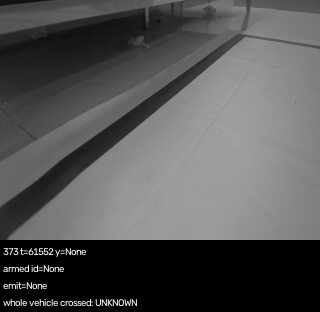 373 t=61552 y=None
armed id=None
emit=None
whole vehicle crossed: UNKNOWN